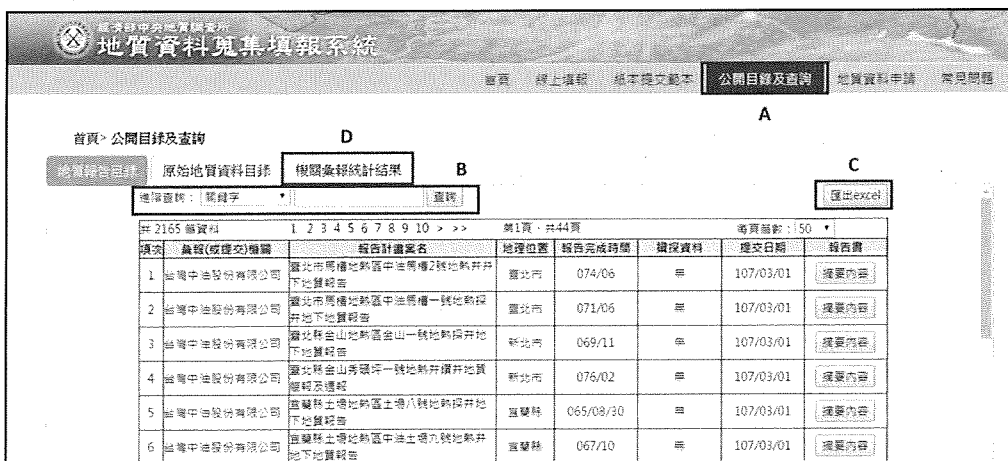 經濟部中央地質調查所
地質資料蒐集填報系統
首頁 線上填報 紙本提交範本 公開目錄及查詢 地質資料申請 常見問題
A
首頁> 公開目錄及查詢
D
地質報告目錄 原始地質資料目錄 機關彙報統計結果
B
C
進階查詢： 關鍵字 查詢
匯出excel
共 2165 筆資料 1 2 3 4 5 6 7 8 9 10 > >> 第1頁，共44頁 每頁筆數：50
項次 彙報(或提交)機關 報告計畫案名 地理位置 報告完成時間 鑽探資料 提交日期 報告書
1 台灣中油股份有限公司 臺北市馬槽地熱區中油馬槽2號地熱井井下地質報告 臺北市 074/06 無 107/03/01 摘要內容
2 台灣中油股份有限公司 臺北市馬槽地熱區中油馬槽一號地熱探井地下地質報告 臺北市 071/06 無 107/03/01 摘要內容
3 台灣中油股份有限公司 臺北縣金山地熱區金山一號地熱探井地下地質報告 新北市 069/11 無 107/03/01 摘要內容
4 台灣中油股份有限公司 臺北縣金山秀磺坪一號地熱井鑽井地質 新北市 076/02 無 107/03/01 摘要內容
5 台灣中油股份有限公司 宜蘭縣土場地熱區土場八號地熱探井地下地質報告 宜蘭縣 065/08/30 無 107/03/01 摘要內容
6 台灣中油股份有限公司 宜蘭縣土場地熱區中油土場九號地熱井地下地質報告 宜蘭縣 067/10 無 107/03/01 摘要內容